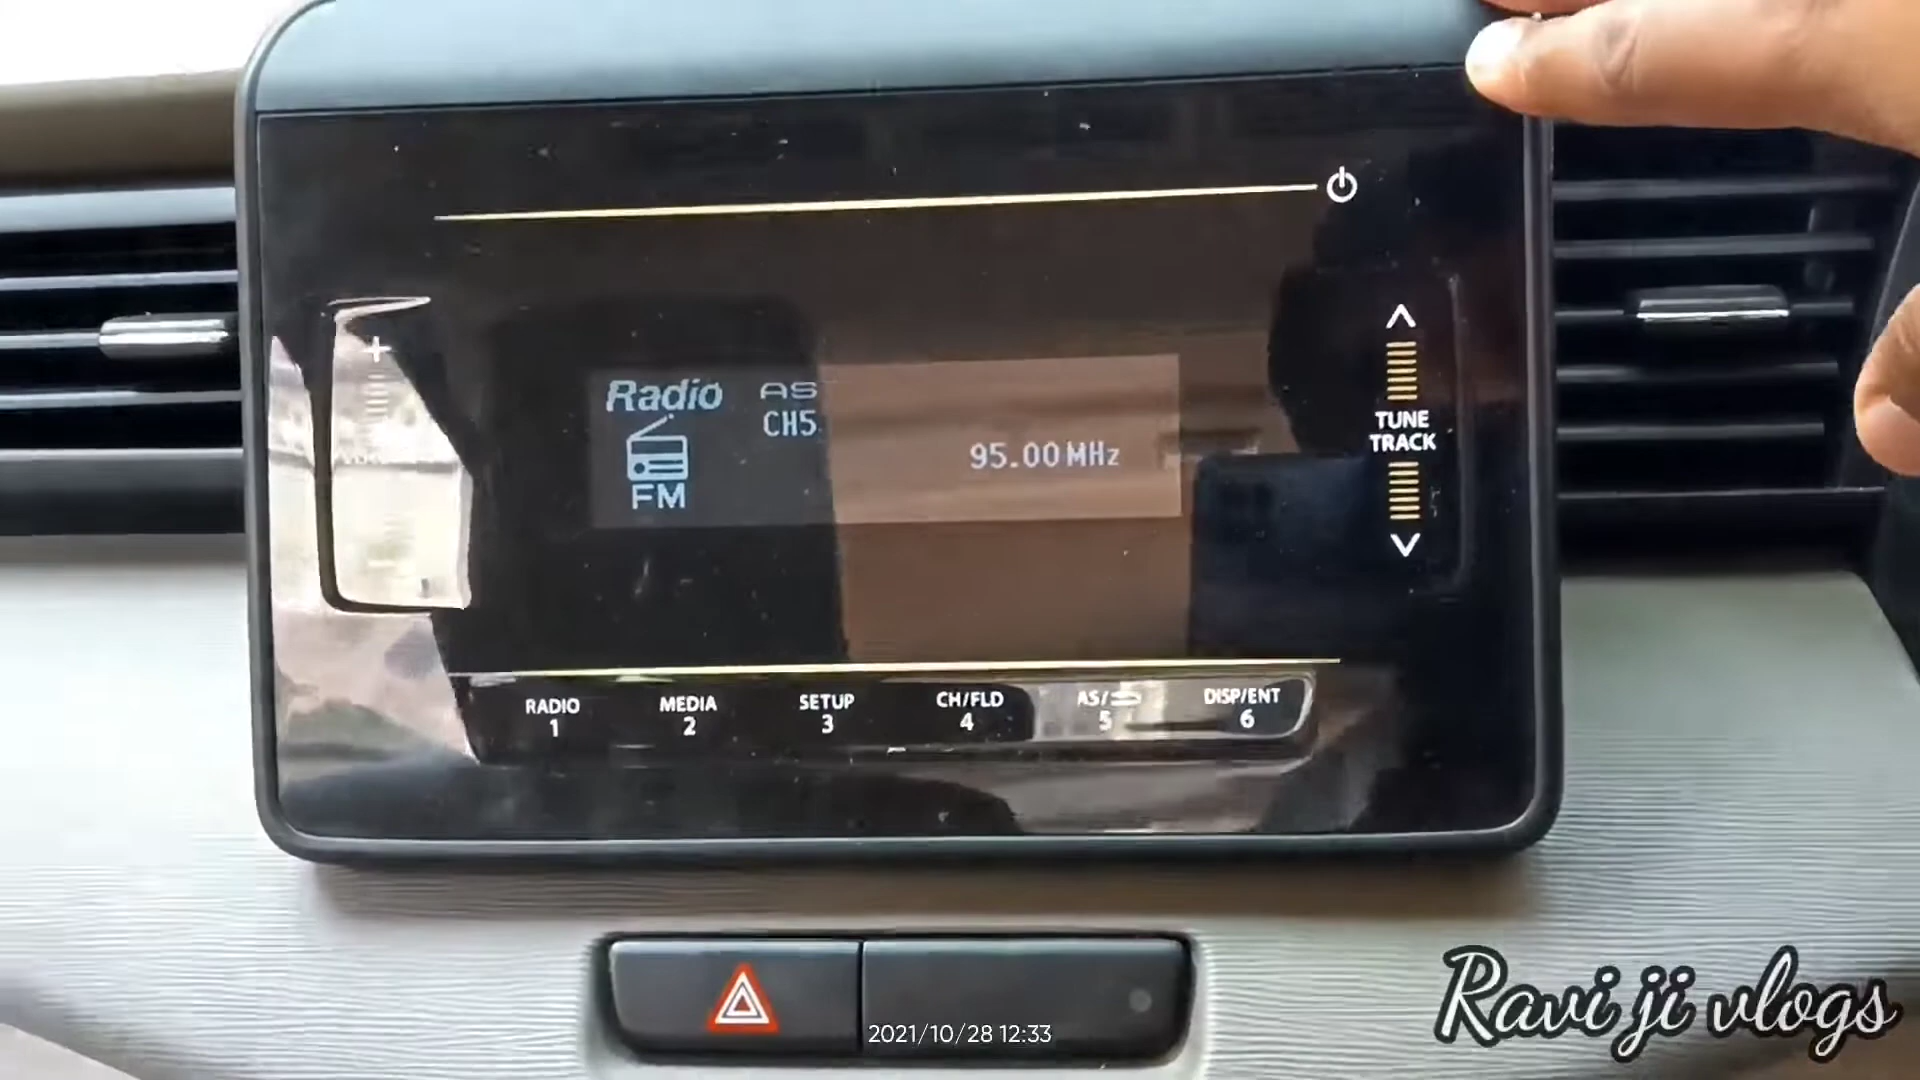 Radio
AS
CH5
FM
95.00 MHz
TUNE
TRACK
RADIO
1
MEDIA
2
SETUP
3
CH/FLD
4
AS/
5
DISP/ENT
6
2021/10/28 12:33
Ravi ji vlogs